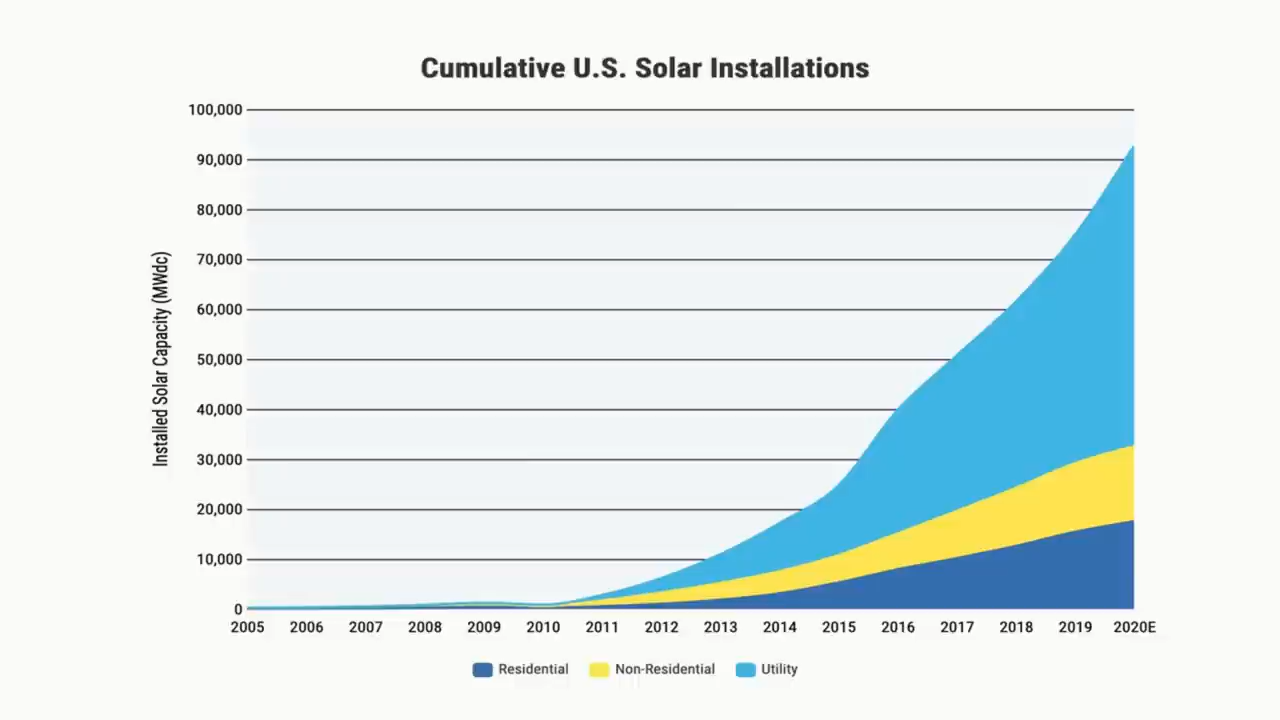 Cumulative U.S. Solar Installations
Installed Solar Capacity (MWdc)
100,000
90,000
80,000
70,000
60,000
50,000
40,000
30,000
20,000
10,000
0
2005 2006 2007 2008 2009 2010 2011 2012 2013 2014 2015 2016 2017 2018 2019 2020E
Residential Non-Residential Utility